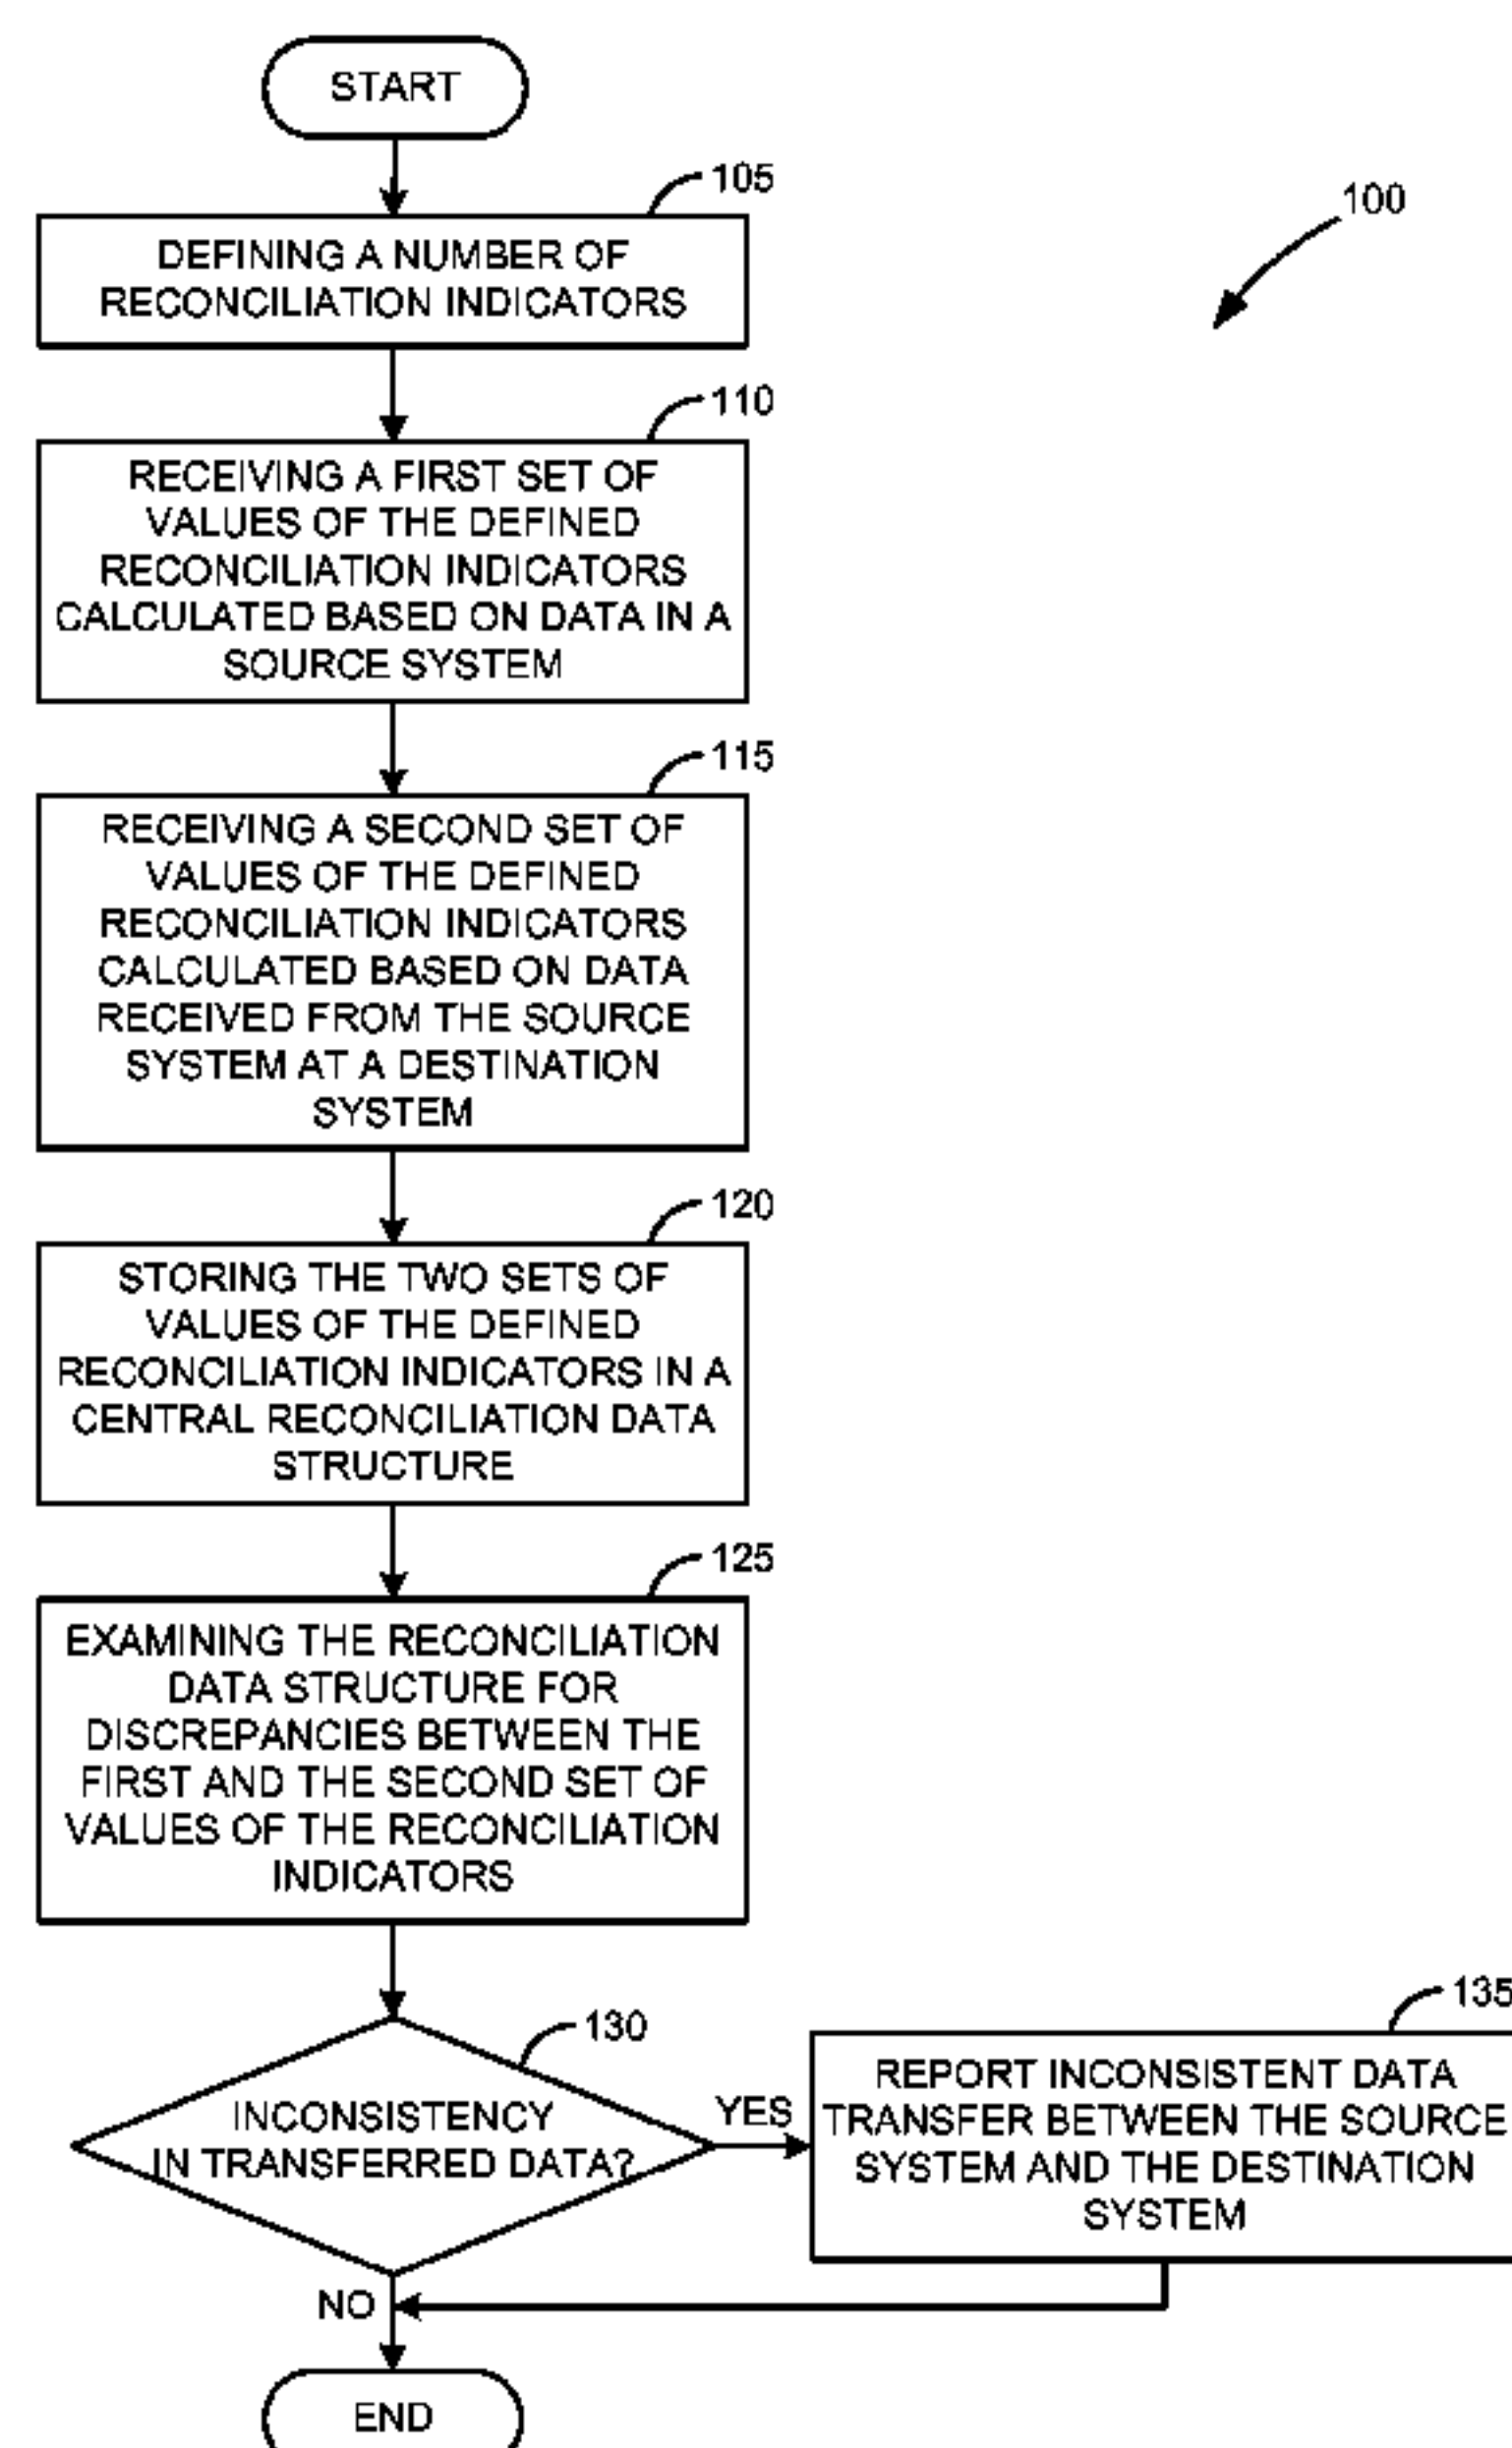 START
105
100
DEFINING A NUMBER OF
RECONCILIATION INDICATORS
110
RECEIVING A FIRST SET OF
VALUES OF THE DEFINED
RECONCILIATION INDICATORS
CALCULATED BASED ON DATA IN A
SOURCE SYSTEM
115
RECEIVING A SECOND SET OF
VALUES OF THE DEFINED
RECONCILIATION INDICATORS
CALCULATED BASED ON DATA
RECEIVED FROM THE SOURCE
SYSTEM AT A DESTINATION
SYSTEM
120
STORING THE TWO SETS OF
VALUES OF THE DEFINED
RECONCILIATION INDICATORS IN A
CENTRAL RECONCILIATION DATA
STRUCTURE
125
EXAMINING THE RECONCILIATION
DATA STRUCTURE FOR
DISCREPANCIES BETWEEN THE
FIRST AND THE SECOND SET OF
VALUES OF THE RECONCILIATION
INDICATORS
130
INCONSISTENCY
IN TRANSFERRED DATA?
YES
135
REPORT INCONSISTENT DATA
TRANSFER BETWEEN THE SOURCE
SYSTEM AND THE DESTINATION
SYSTEM
NO
END